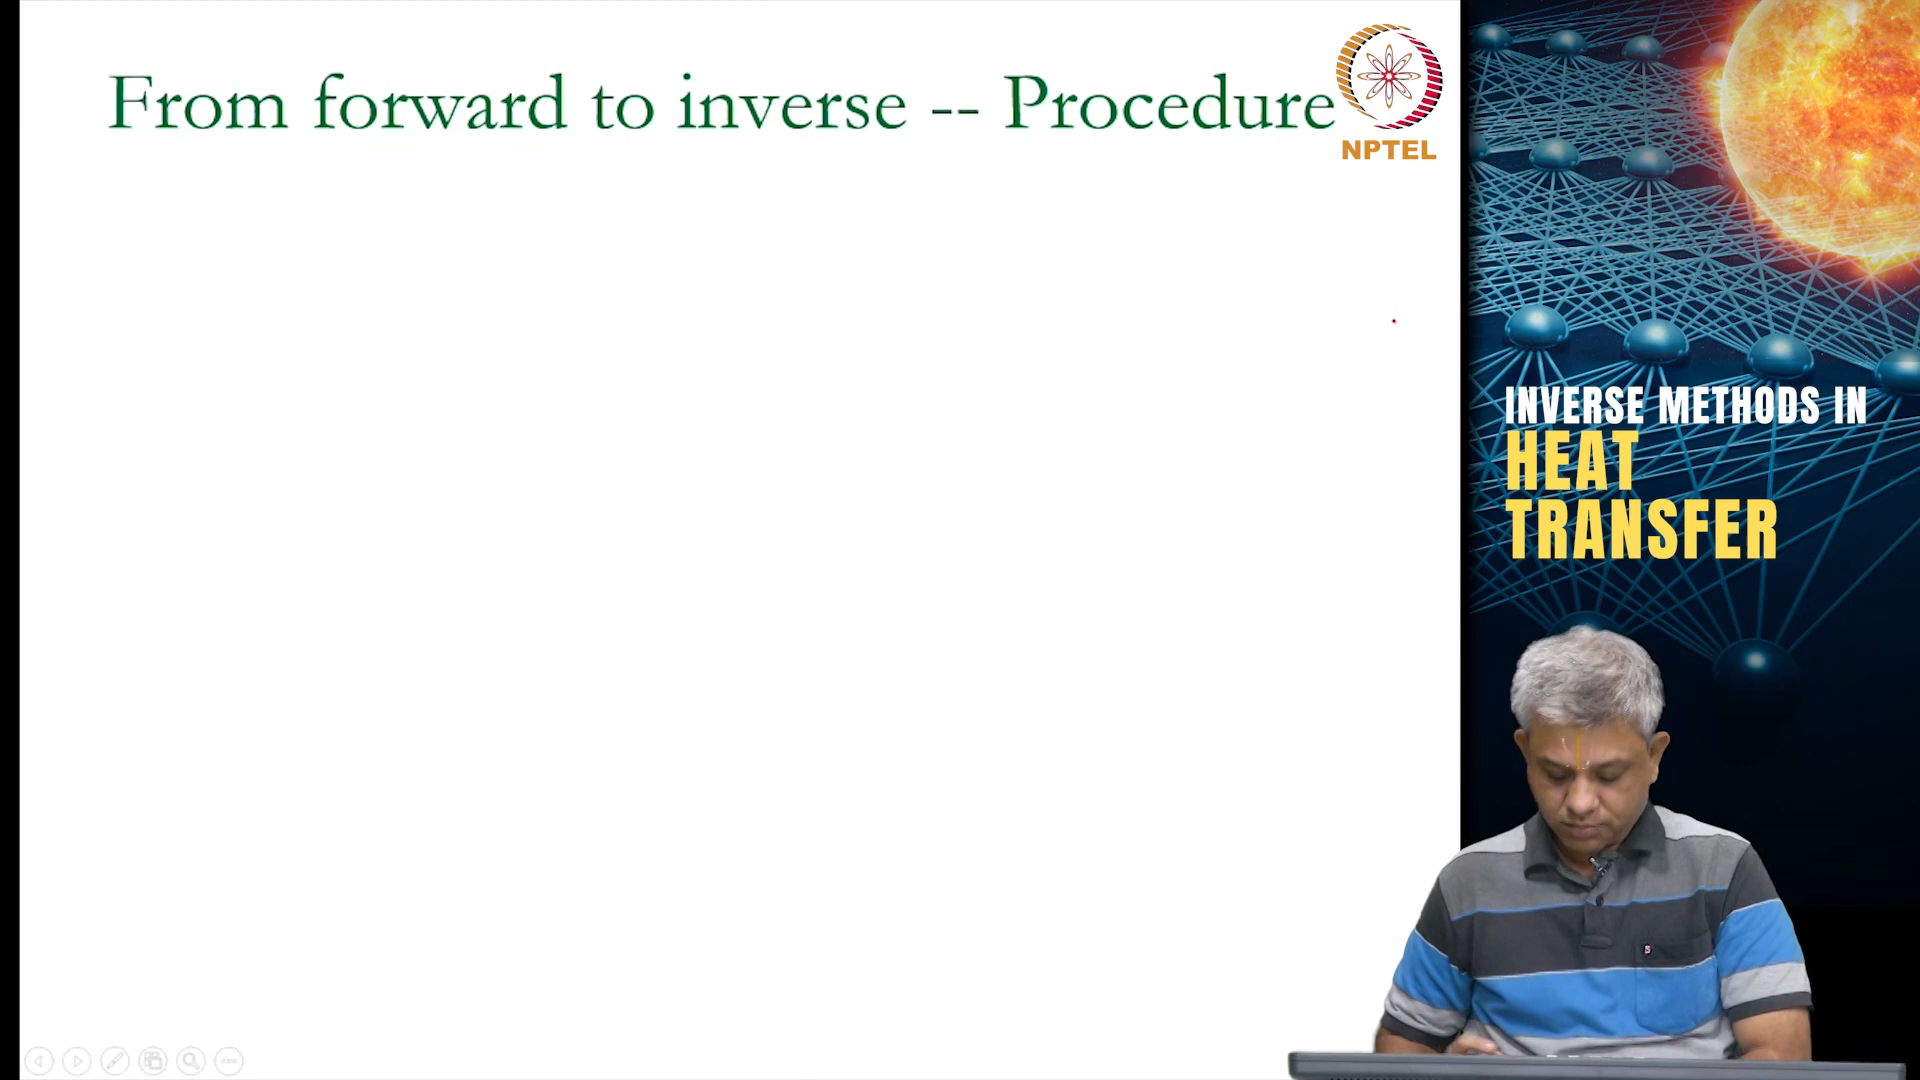 From forward to inverse -- Procedure
NPTEL
INVERSE METHODS IN
HEAT
TRANSFER